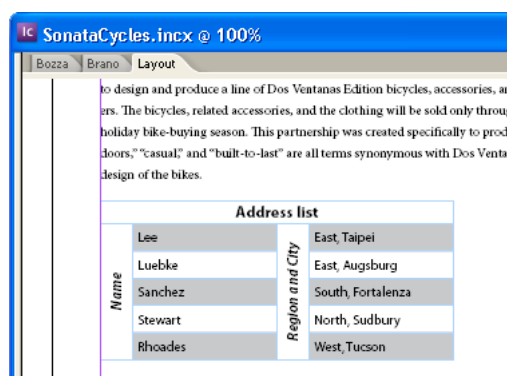 Ic SonataCycles.incx @ 100%
Bozza Brano Layout
to design and produce a line of Dos Ventanas Edition bicycles, accessories,
ers. The bicycles, related accessories, and the clothing will be sold only
holiday bike-buying season. This partnership was created specifically to
doors,” “casual,” and “built-to-last” are all terms synonymous with Dos
design of the bikes.
Address list
Name
Region and City
Lee East, Taipei
Luebke East, Augsburg
Sanchez South, Fortalenza
Stewart North, Sudbury
Rhoades West, Tucson